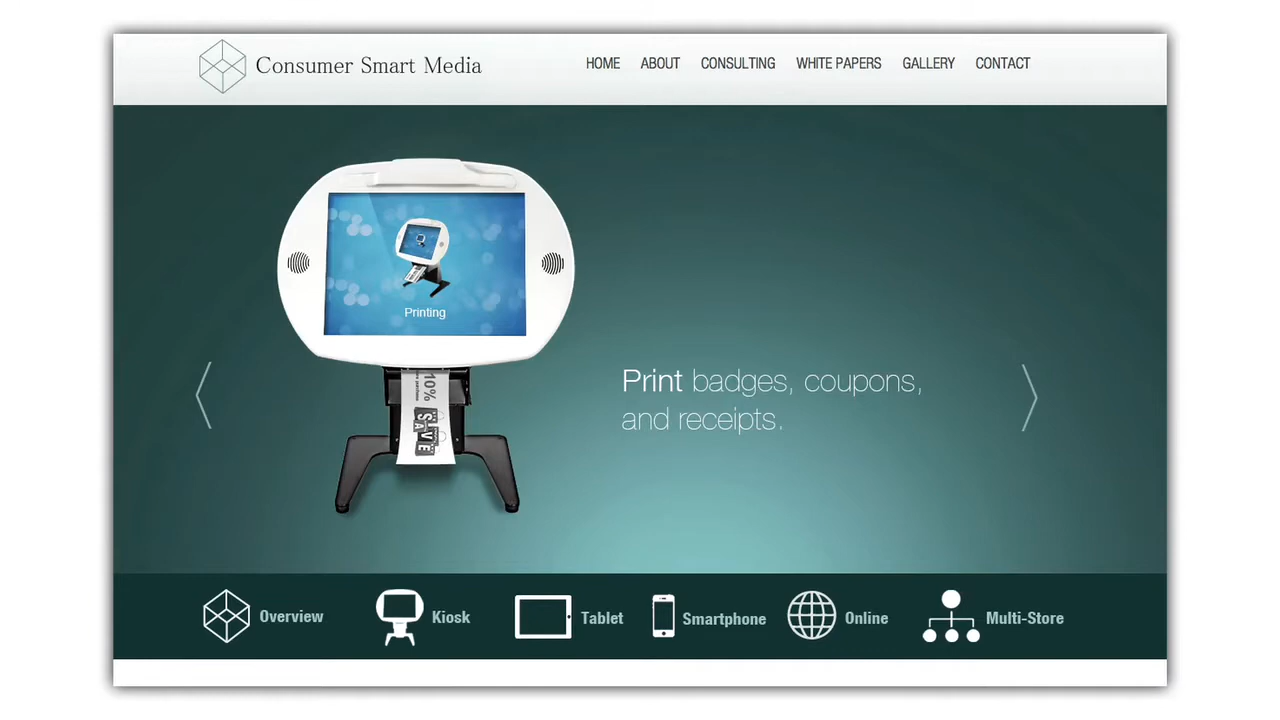 Consumer Smart Media
HOME ABOUT CONSULTING WHITE PAPERS GALLERY CONTACT
Printing
10%
SAVE
Print badges, coupons,
and receipts.
Overview Kiosk Tablet Smartphone Online Multi-Store